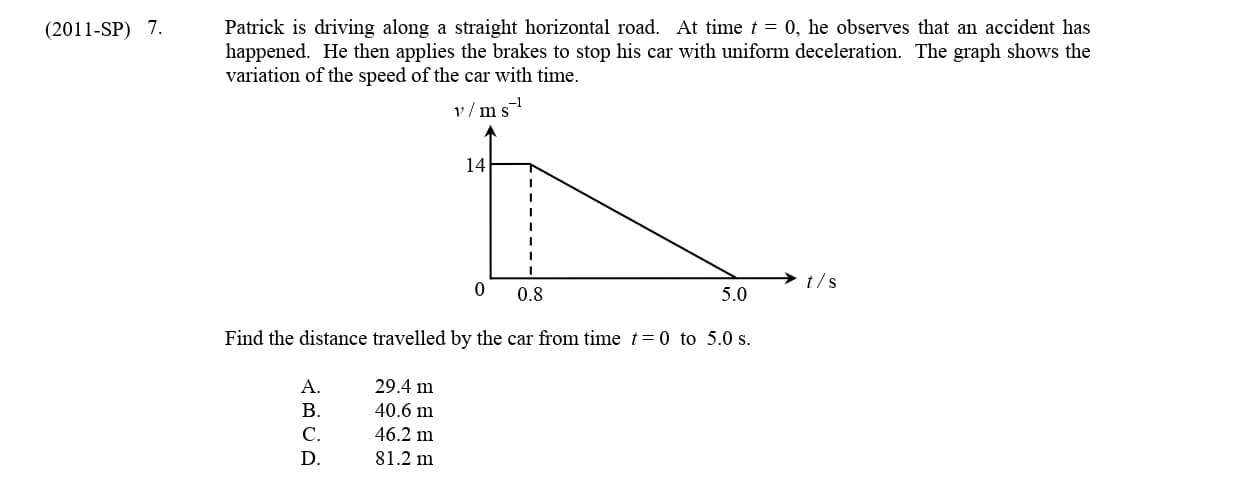 (2011-SP) 7. Patrick is driving along a straight horizontal road. At time t = 0, he observes that an accident has
happened. He then applies the brakes to stop his car with uniform deceleration. The graph shows the
variation of the speed of the car with time.
v / m s⁻¹
14
0
0.8
5.0
t / s
Find the distance travelled by the car from time t = 0 to 5.0 s.
A. 29.4 m
B. 40.6 m
C. 46.2 m
D. 81.2 m